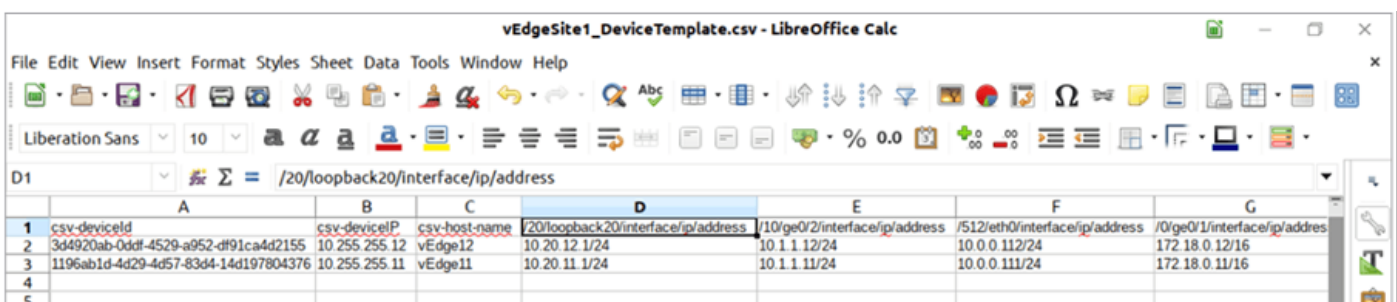 vEdgeSite1_DeviceTemplate.csv - LibreOffice Calc
File Edit View Insert Format Styles Sheet Data Tools Window Help
Liberation Sans 10 a a a a % 0.0
D1 fx Σ = /20/loopback20/interface/ip/address
A B C D E F G
1 csv-deviceId csv-deviceIP csv-host-name /20/loopback20/interface/ip/address /10/ge0/2/interface/ip/address /512/eth0/interface/ip/address /0/ge0/1/interface/ip/addres
2 3d4920ab-0ddf-4529-a952-df91ca4d2155 10.255.255.12 vEdge12 10.20.12.1/24 10.1.1.12/24 10.0.0.112/24 172.18.0.12/16
3 1196ab1d-4d29-4d57-83d4-14d197804376 10.255.255.11 vEdge11 10.20.11.1/24 10.1.1.11/24 10.0.0.111/24 172.18.0.11/16
4
5